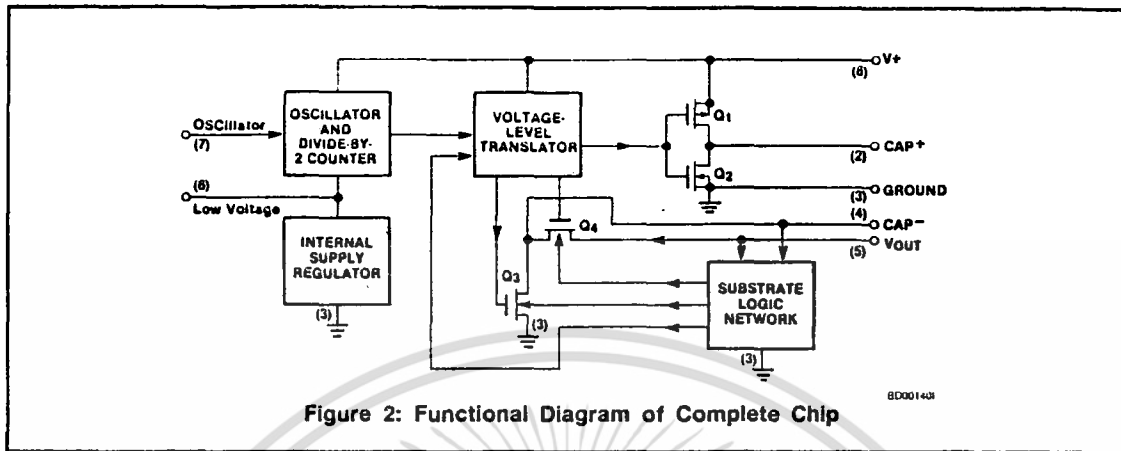 V+
(8)
OSCillator
(7)
OSCILLATOR
AND
DIVIDE-BY-
2 COUNTER
VOLTAGE-
LEVEL
TRANSLATOR
Q1
(2)
CAP+
Q2
(3)
GROUND
(6)
Low Voltage
(4)
CAP-
Q4
(5)
VOUT
INTERNAL
SUPPLY
REGULATOR
(3)
Q3
(3)
SUBSTRATE
LOGIC
NETWORK
(3)
BD00140I
Figure 2: Functional Diagram of Complete Chip